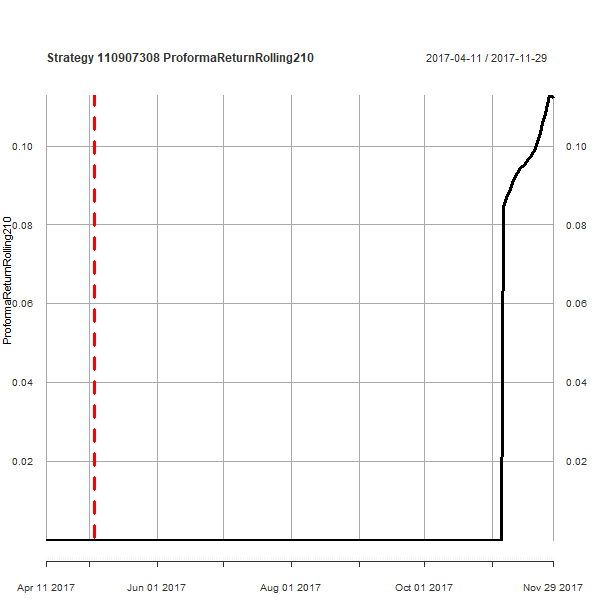 Strategy 110907308 ProformaReturnRolling210
2017-04-11 / 2017-11-29
ProformaReturnRolling210
0.10 0.10
0.08 0.08
0.06 0.06
0.04 0.04
0.02 0.02
Apr 11 2017 Jun 01 2017 Aug 01 2017 Oct 01 2017 Nov 29 2017